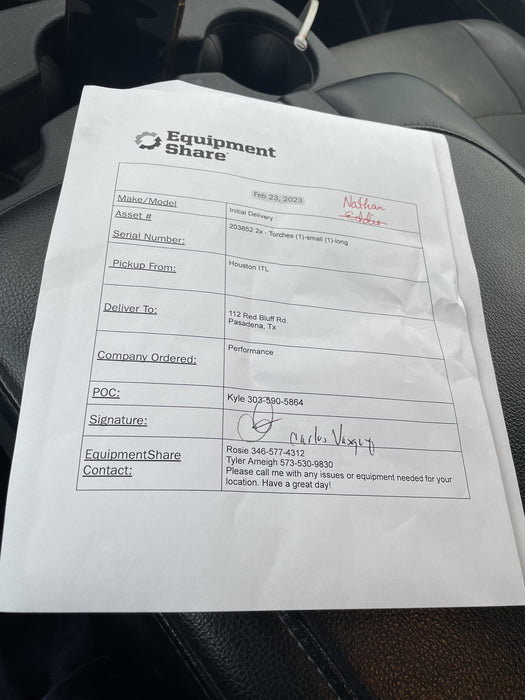 Equipment
Share
Feb 23, 2023
Nathan
Eddie
Make/Model
Initial Delivery
Asset #
203852 2x - Torches (1)-small (1)-long
Serial Number:
Pickup From:
Houston ITL
Deliver To:
112 Red Bluff Rd.
Pasadena, Tx
Company Ordered:
Performance
POC:
Kyle 303-590-5864
Signature:
Carlos Vasquez
EquipmentShare
Contact:
Rosie 346-577-4312
Tyler Ameigh 573-530-9830
Please call me with any issues or equipment needed for your
location. Have a great day!